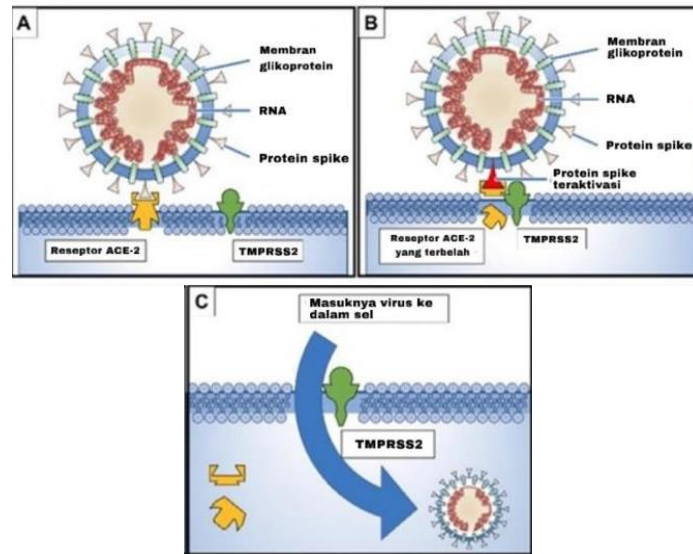 A
Membran
glikoprotein
RNA
Protein spike
Reseptor ACE-2
TMPRSS2
B
Membran
glikoprotein
RNA
Protein spike
Protein spike
teraktivasi
Reseptor ACE-2
yang terbelah
TMPRSS2
C
Masuknya virus ke
dalam sel
TMPRSS2